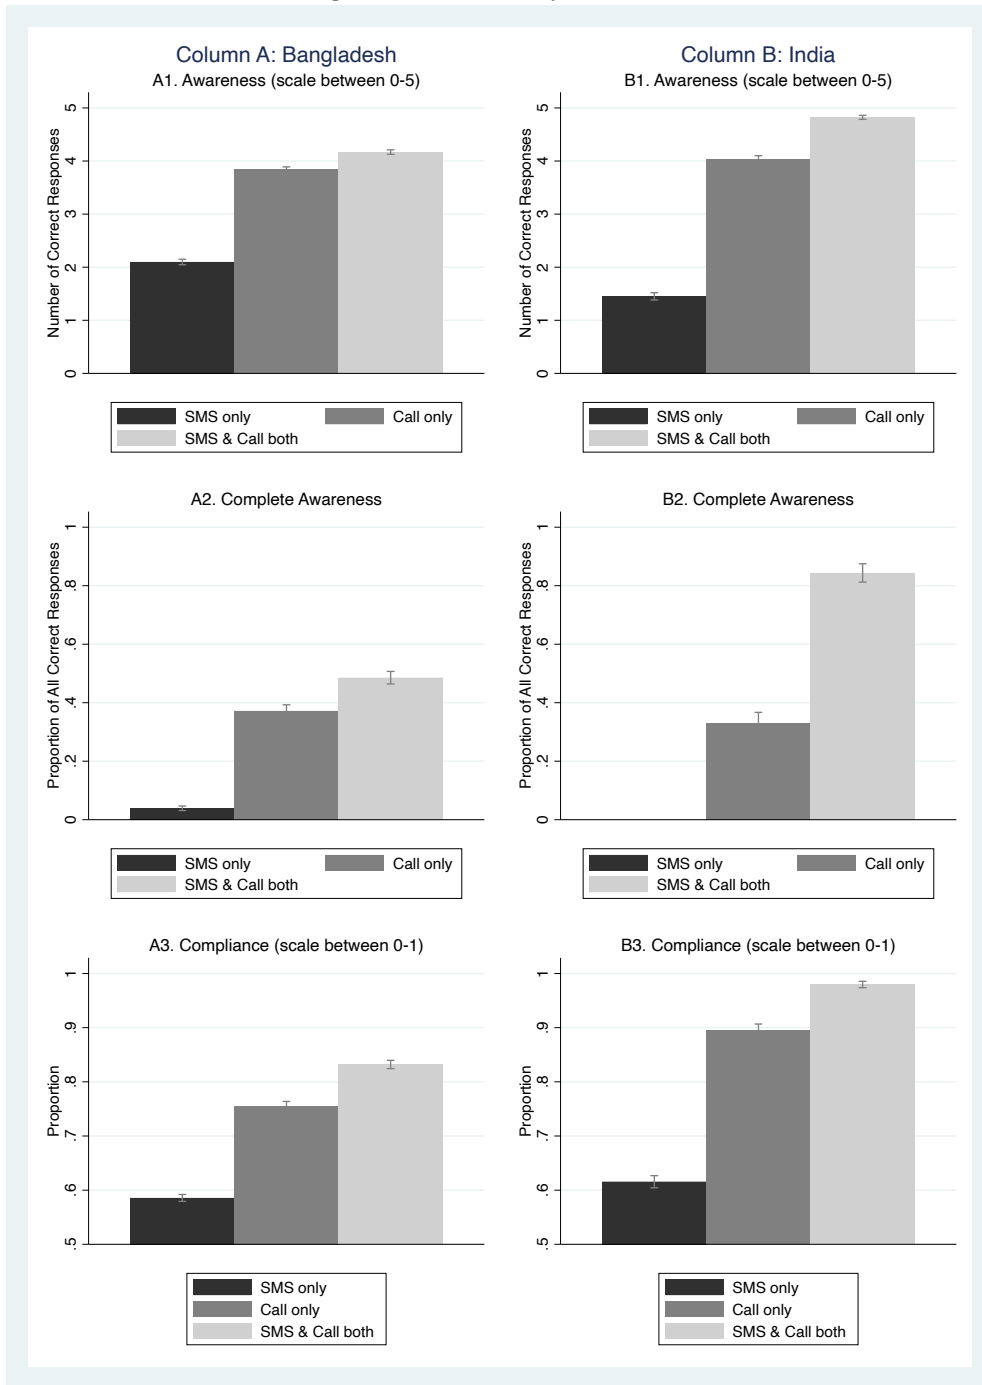 Column A: Bangladesh
A1. Awareness (scale between 0-5)
Number of Correct Responses
5
4
3
2
1
0
SMS only
Call only
SMS & Call both
Column B: India
B1. Awareness (scale between 0-5)
Number of Correct Responses
5
4
3
2
1
0
SMS only
Call only
SMS & Call both
A2. Complete Awareness
Proportion of All Correct Responses
1
.8
.6
.4
.2
0
SMS only
Call only
SMS & Call both
B2. Complete Awareness
Proportion of All Correct Responses
1
.8
.6
.4
.2
0
SMS only
Call only
SMS & Call both
A3. Compliance (scale between 0-1)
Proportion
1
.9
.8
.7
.6
.5
SMS only
Call only
SMS & Call both
B3. Compliance (scale between 0-1)
Proportion
1
.9
.8
.7
.6
.5
SMS only
Call only
SMS & Call both